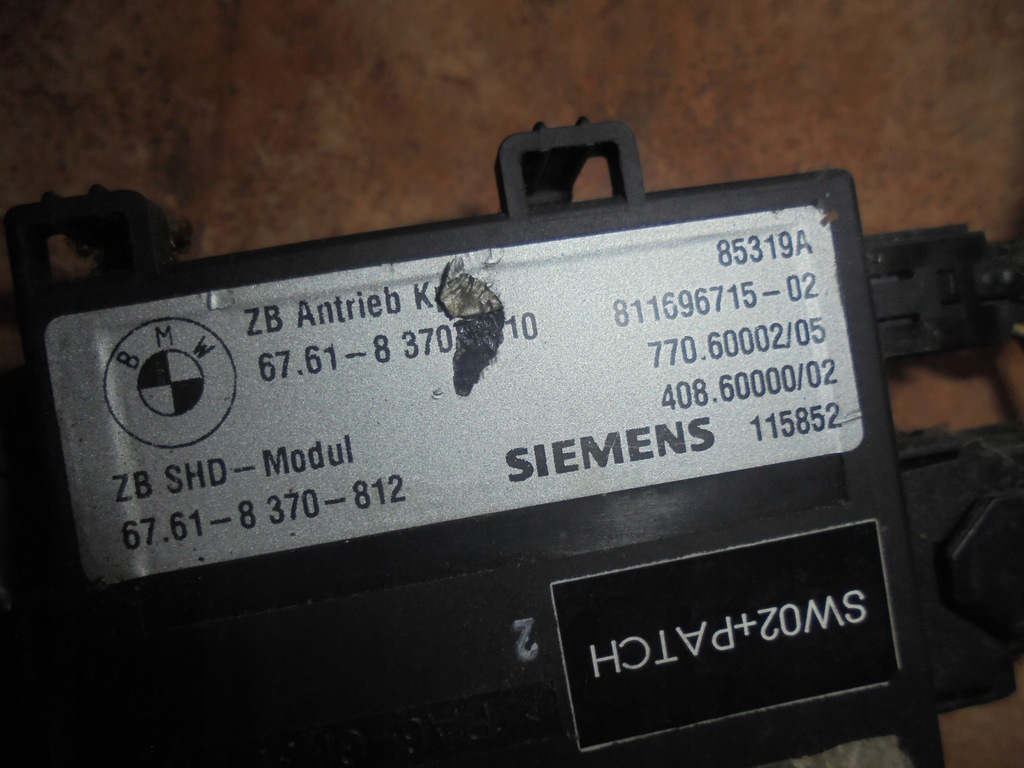 BMW
ZB Antrieb
67.61-8 370 10
ZB SHD-Modul
67.61-8 370-812
85319A
811696715-02
770.60002/05
408.60000/02
SIEMENS 115852
SW02+PATCH
2